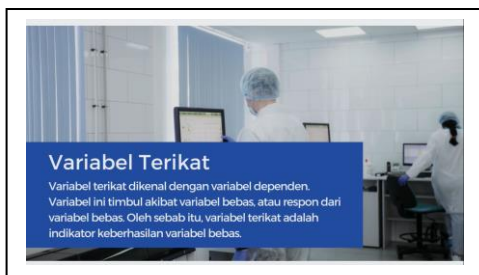 Variabel Terikat
Variabel terikat dikenal dengan variabel dependen.
Variabel ini timbul akibat variabel bebas, atau respon dari
variabel bebas. Oleh sebab itu, variabel terikat adalah
indikator keberhasilan variabel bebas.